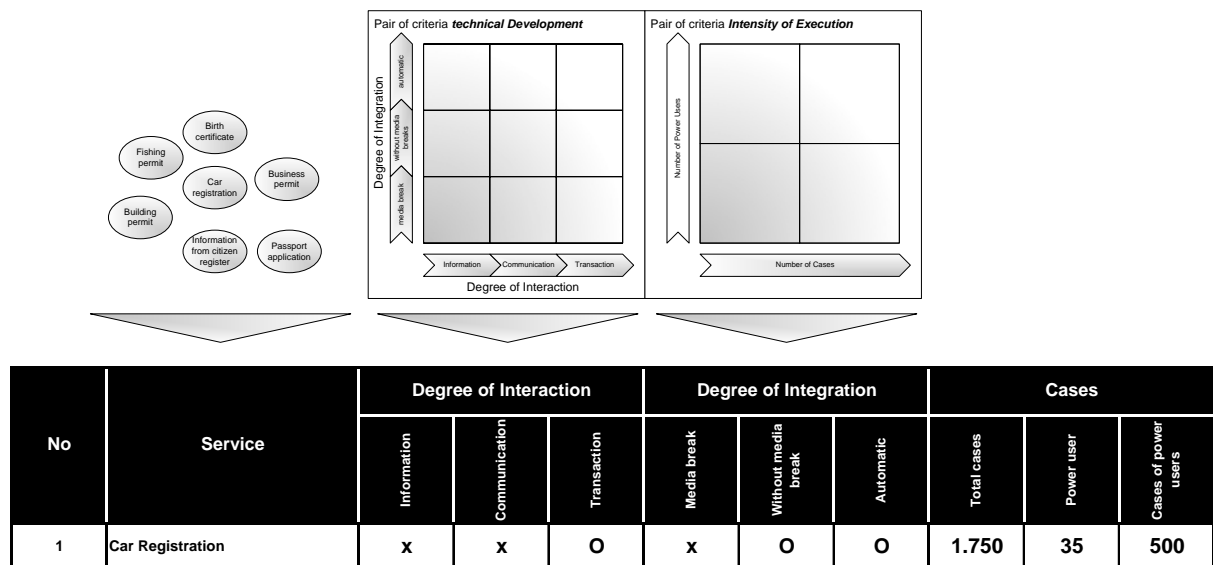 Pair of criteria technical Development
Pair of criteria Intensity of Execution
Degree of Integration
automatic
without media
breaks
media break
Information
Communication
Transaction
Degree of Interaction
Number of Power Users
Number of Cases
Birth
certificate
Fishing
permit
Car
registration
Business
permit
Building
permit
Information
from citizen
register
Passport
application
No
Service
Degree of Interaction
Degree of Integration
Cases
Information
Communication
Transaction
Media break
Without media
break
Automatic
Total cases
Power user
Cases of power
users
1 Car Registration x x O x O O 1.750 35 500